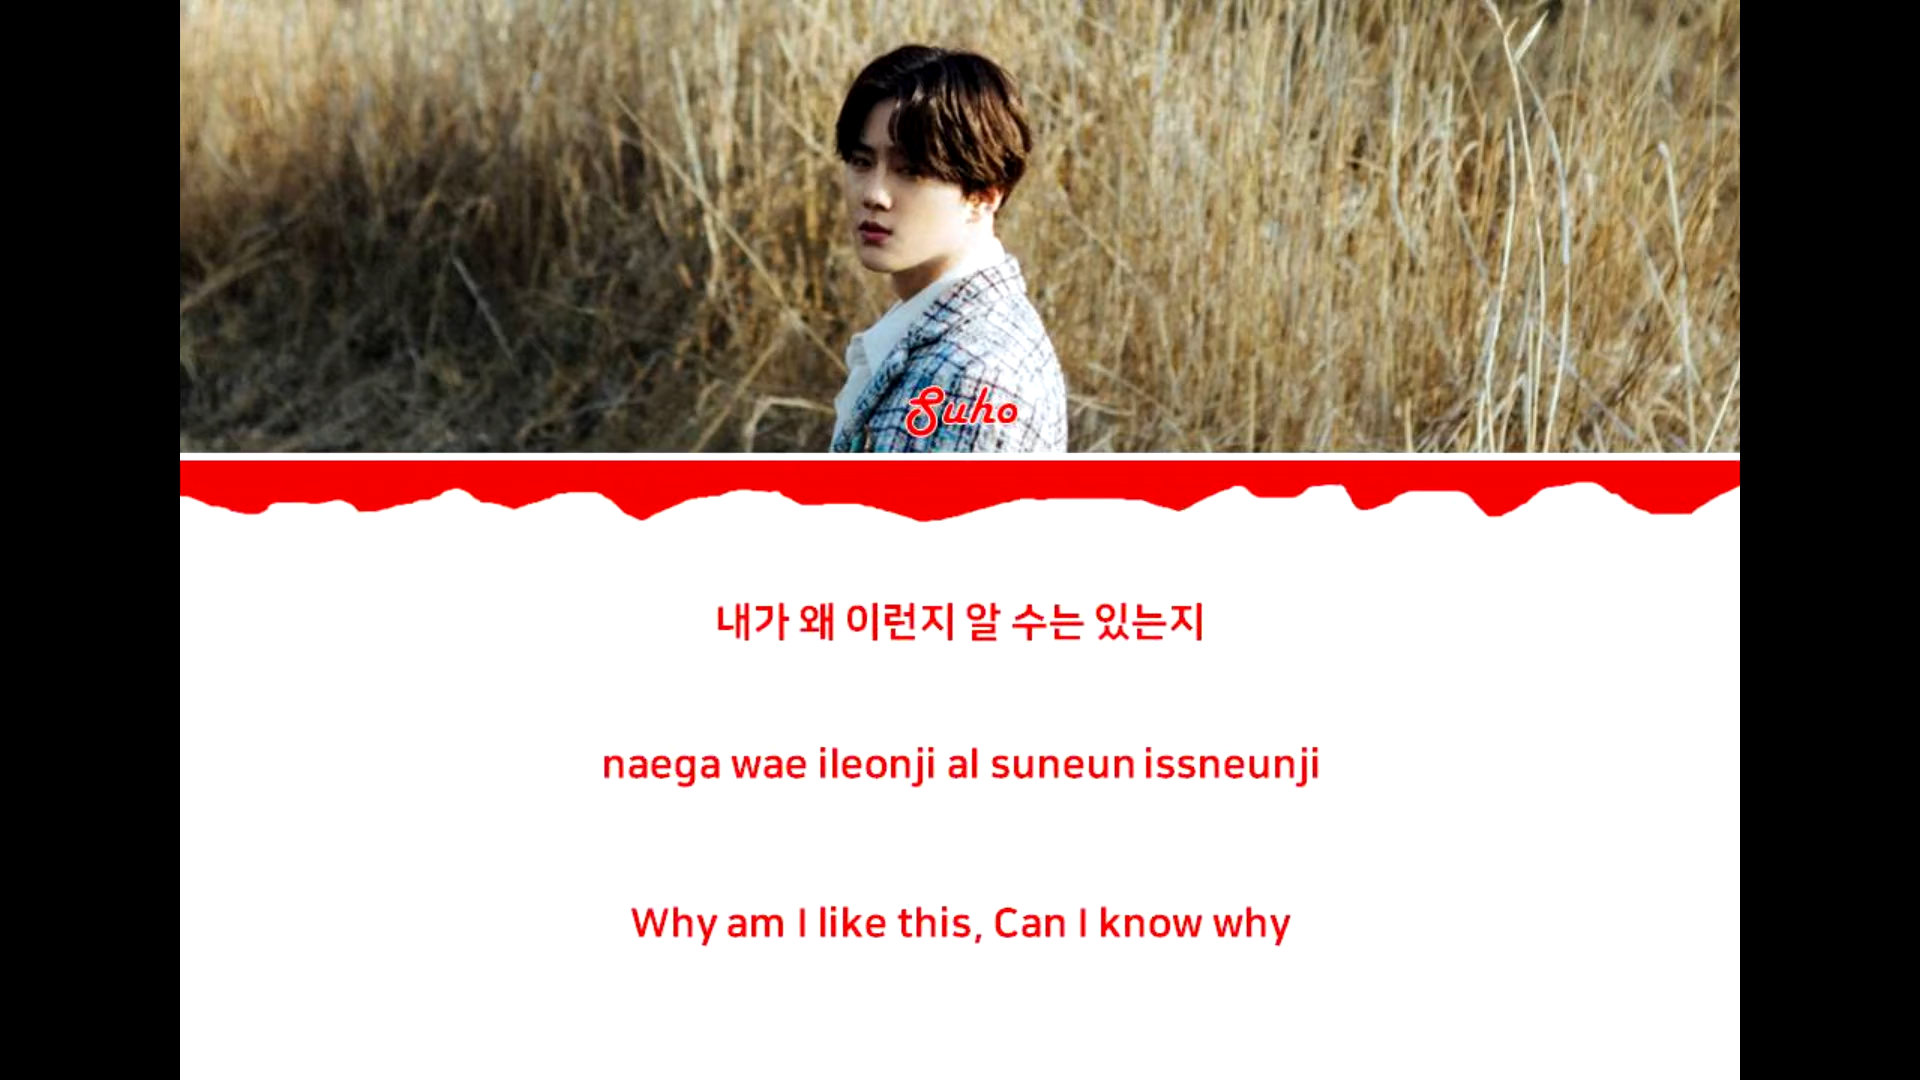 Suho
내가 왜 이런지 알 수는 있는지
naega wae ileonji al suneun issneunji
Why am I like this, Can I know why